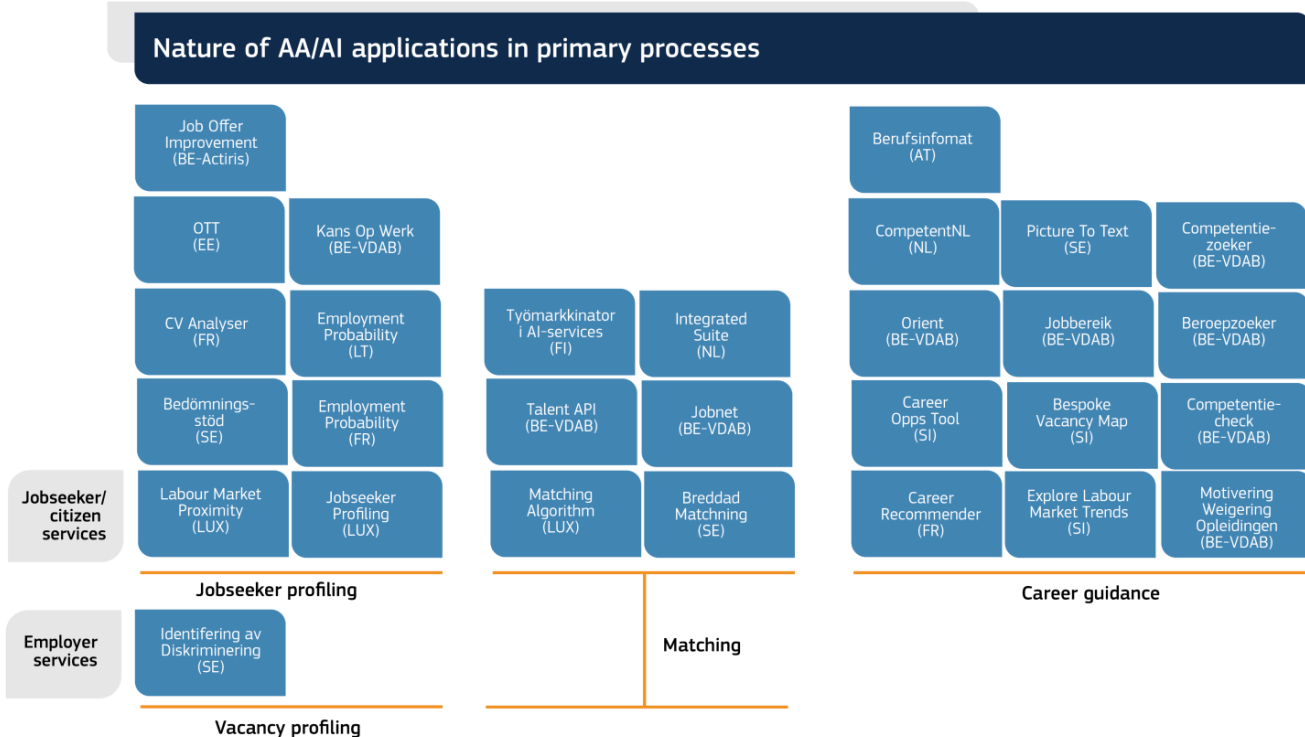 Nature of AA/AI applications in primary processes
Job Offer
Improvement
(BE-Actiris)
OTT
(EE)
Kans Op Werk
(BE-VDAB)
CV Analyser
(FR)
Employment
Probability
(LT)
Bedömnings-
stöd
(SE)
Employment
Probability
(FR)
Jobseeker/
citizen
services
Labour Market
Proximity
(LUX)
Jobseeker
Profiling
(LUX)
Jobseeker profiling
Työmarkkinator
i AI-services
(FI)
Integrated
Suite
(NL)
Talent API
(BE-VDAB)
Jobnet
(BE-VDAB)
Matching
Algorithm
(LUX)
Breddad
Matchning
(SE)
Matching
Berufsinfomat
(AT)
CompetentNL
(NL)
Picture To Text
(SE)
Competentie-
zoeker
(BE-VDAB)
Orient
(BE-VDAB)
Jobbereik
(BE-VDAB)
Beroepzoeker
(BE-VDAB)
Career
Opps Tool
(SI)
Bespoke
Vacancy Map
(SI)
Competentie-
check
(BE-VDAB)
Career
Recommender
(FR)
Explore Labour
Market Trends
(SI)
Motivering
Weigering
Opleidingen
(BE-VDAB)
Career guidance
Employer
services
Identifering av
Diskriminering
(SE)
Vacancy profiling